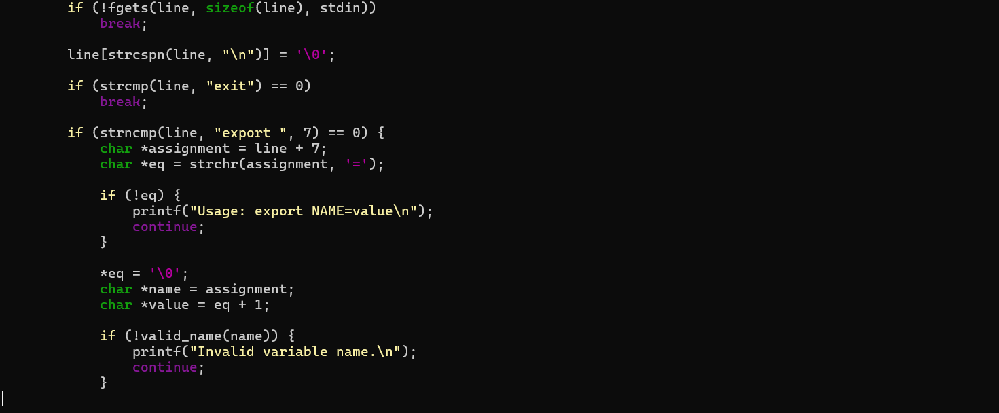 if (!fgets(line, sizeof(line), stdin))
break;
line[strcspn(line, "\n")] = '\0';
if (strcmp(line, "exit") == 0)
break;
if (strncmp(line, "export ", 7) == 0) {
char *assignment = line + 7;
char *eq = strchr(assignment, '=');
if (!eq) {
printf("Usage: export NAME=value\n");
continue;
}
*eq = '\0';
char *name = assignment;
char *value = eq + 1;
if (!valid_name(name)) {
printf("Invalid variable name.\n");
continue;
}